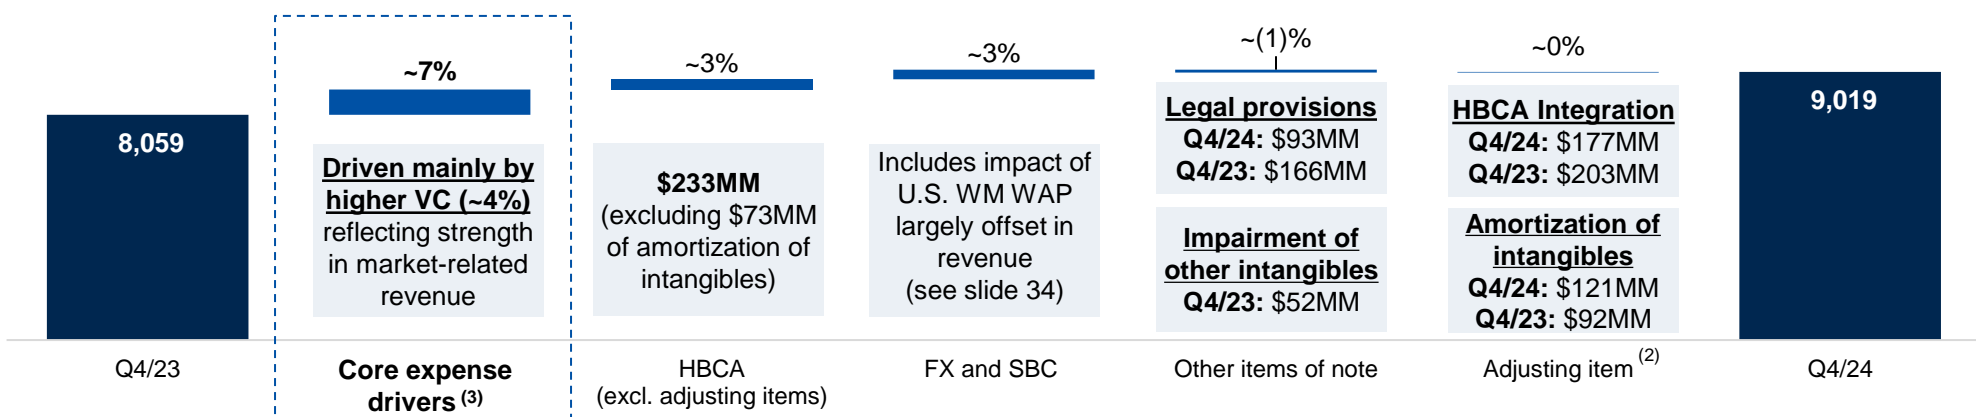 8,059
Q4/23
~7%
Driven mainly by
higher VC (~4%)
reflecting strength
in market-related
revenue
Core expense
drivers (3)
~3%
$233MM
(excluding $73MM
of amortization of
intangibles)
HBCA
(excl. adjusting items)
~3%
Includes impact of
U.S. WM WAP
largely offset in
revenue
(see slide 34)
FX and SBC
~(1)%
Legal provisions
Q4/24: $93MM
Q4/23: $166MM
Impairment of
other intangibles
Q4/23: $52MM
Other items of note
~0%
HBCA Integration
Q4/24: $177MM
Q4/23: $203MM
Amortization of
intangibles
Q4/24: $121MM
Q4/23: $92MM
Adjusting item (2)
9,019
Q4/24